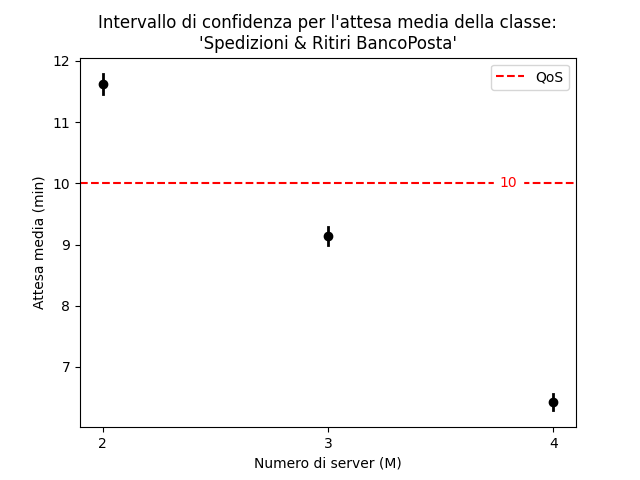 Intervallo di confidenza per l'attesa media della classe:
'Spedizioni & Ritiri BancoPosta'
12
11
10
9
8
7
Attesa media (min)
QoS
10
2
3
4
Numero di server (M)